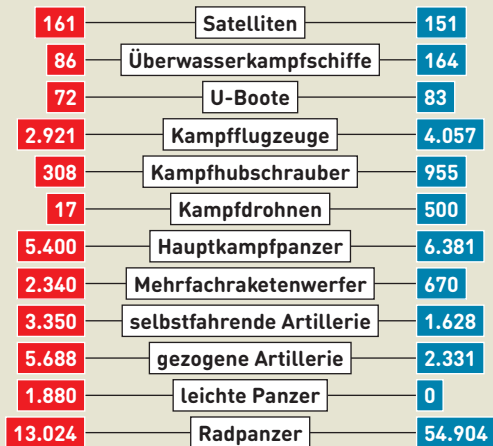 161 Satelliten 151
86 Überwasserkampfschiffe 164
72 U-Boote 83
2.921 Kampfflugzeuge 4.057
308 Kampfhubschrauber 955
17 Kampfdrohnen 500
5.400 Hauptkampfpanzer 6.381
2.340 Mehrfachraketenwerfer 670
3.350 selbstfahrende Artillerie 1.628
5.688 gezogene Artillerie 2.331
1.880 leichte Panzer 0
13.024 Radpanzer 54.904